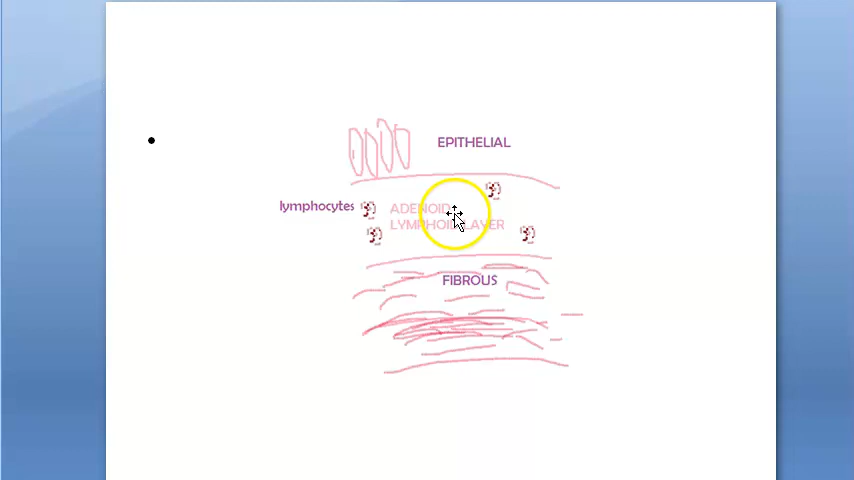 EPITHELIAL
lymphocytes
ADENOID
LYMPHOID LAYER
FIBROUS